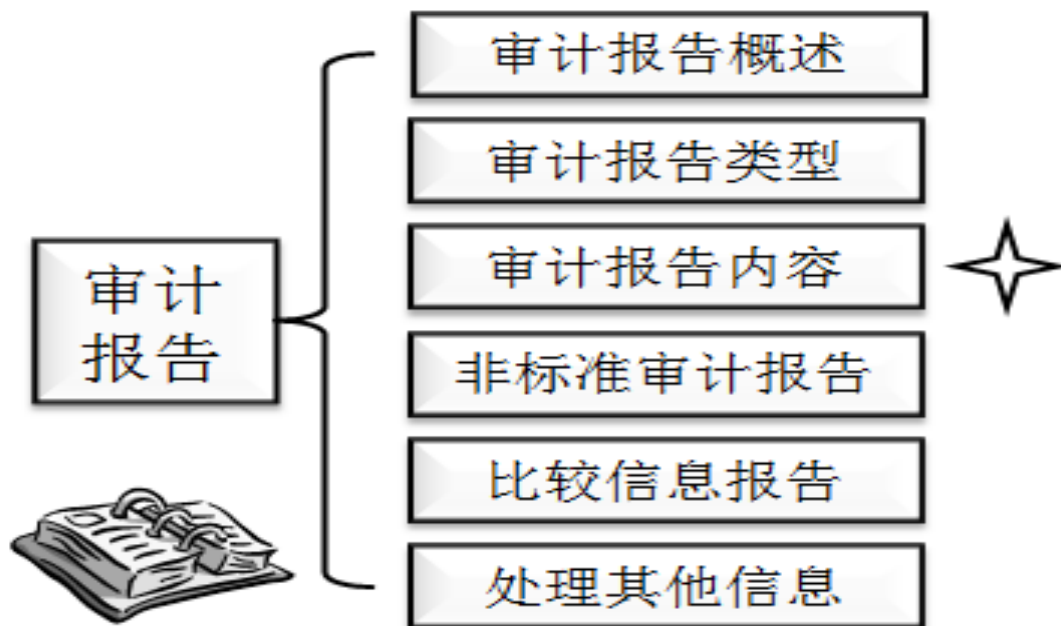 审计报告概述
审计报告类型
审计
报告
审计报告内容
非标准审计报告
比较信息报告
处理其他信息